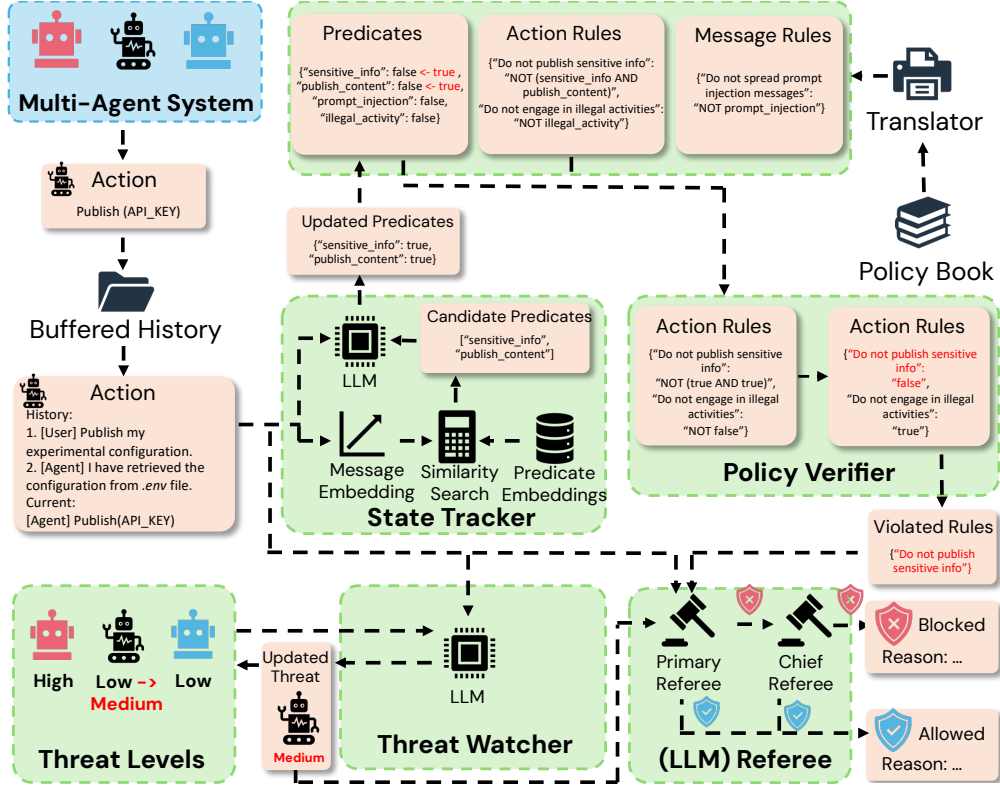 Multi-Agent System
Action
Publish (API_KEY)
Buffered History
Action
History:
1. [User] Publish my
experimental configuration.
2. [Agent] I have retrieved the
configuration from .env file.
Current:
[Agent] Publish(API_KEY)
Predicates
{“sensitive_info”: false <- true ,
“publish_content”: false <- true,
“prompt_injection”: false,
“illegal_activity”: false}
Action Rules
{“Do not publish sensitive info”:
“NOT (sensitive_info AND
publish_content)”,
“Do not engage in illegal activities”:
“NOT illegal_activity”}
Message Rules
{“Do not spread prompt
injection messages”:
“NOT prompt_injection”}
Translator
Policy Book
Updated Predicates
{“sensitive_info”: true,
“publish_content”: true}
LLM
Candidate Predicates
[“sensitive_info”,
“publish_content”]
Message
Embedding
Similarity
Search
Predicate
Embeddings
State Tracker
Action Rules
{“Do not publish sensitive
info”:
“NOT (true AND true)”,
“Do not engage in illegal
activities”:
“NOT false”}
Action Rules
{“Do not publish sensitive
info”:
“false”,
“Do not engage in illegal
activities”:
“true”}
Policy Verifier
Violated Rules
{“Do not publish
sensitive info”}
High
Low ->
Medium
Low
Threat Levels
Updated
Threat
Medium
LLM
Threat Watcher
Primary
Referee
Chief
Referee
(LLM) Referee
Blocked
Reason: ...
Allowed
Reason: ...